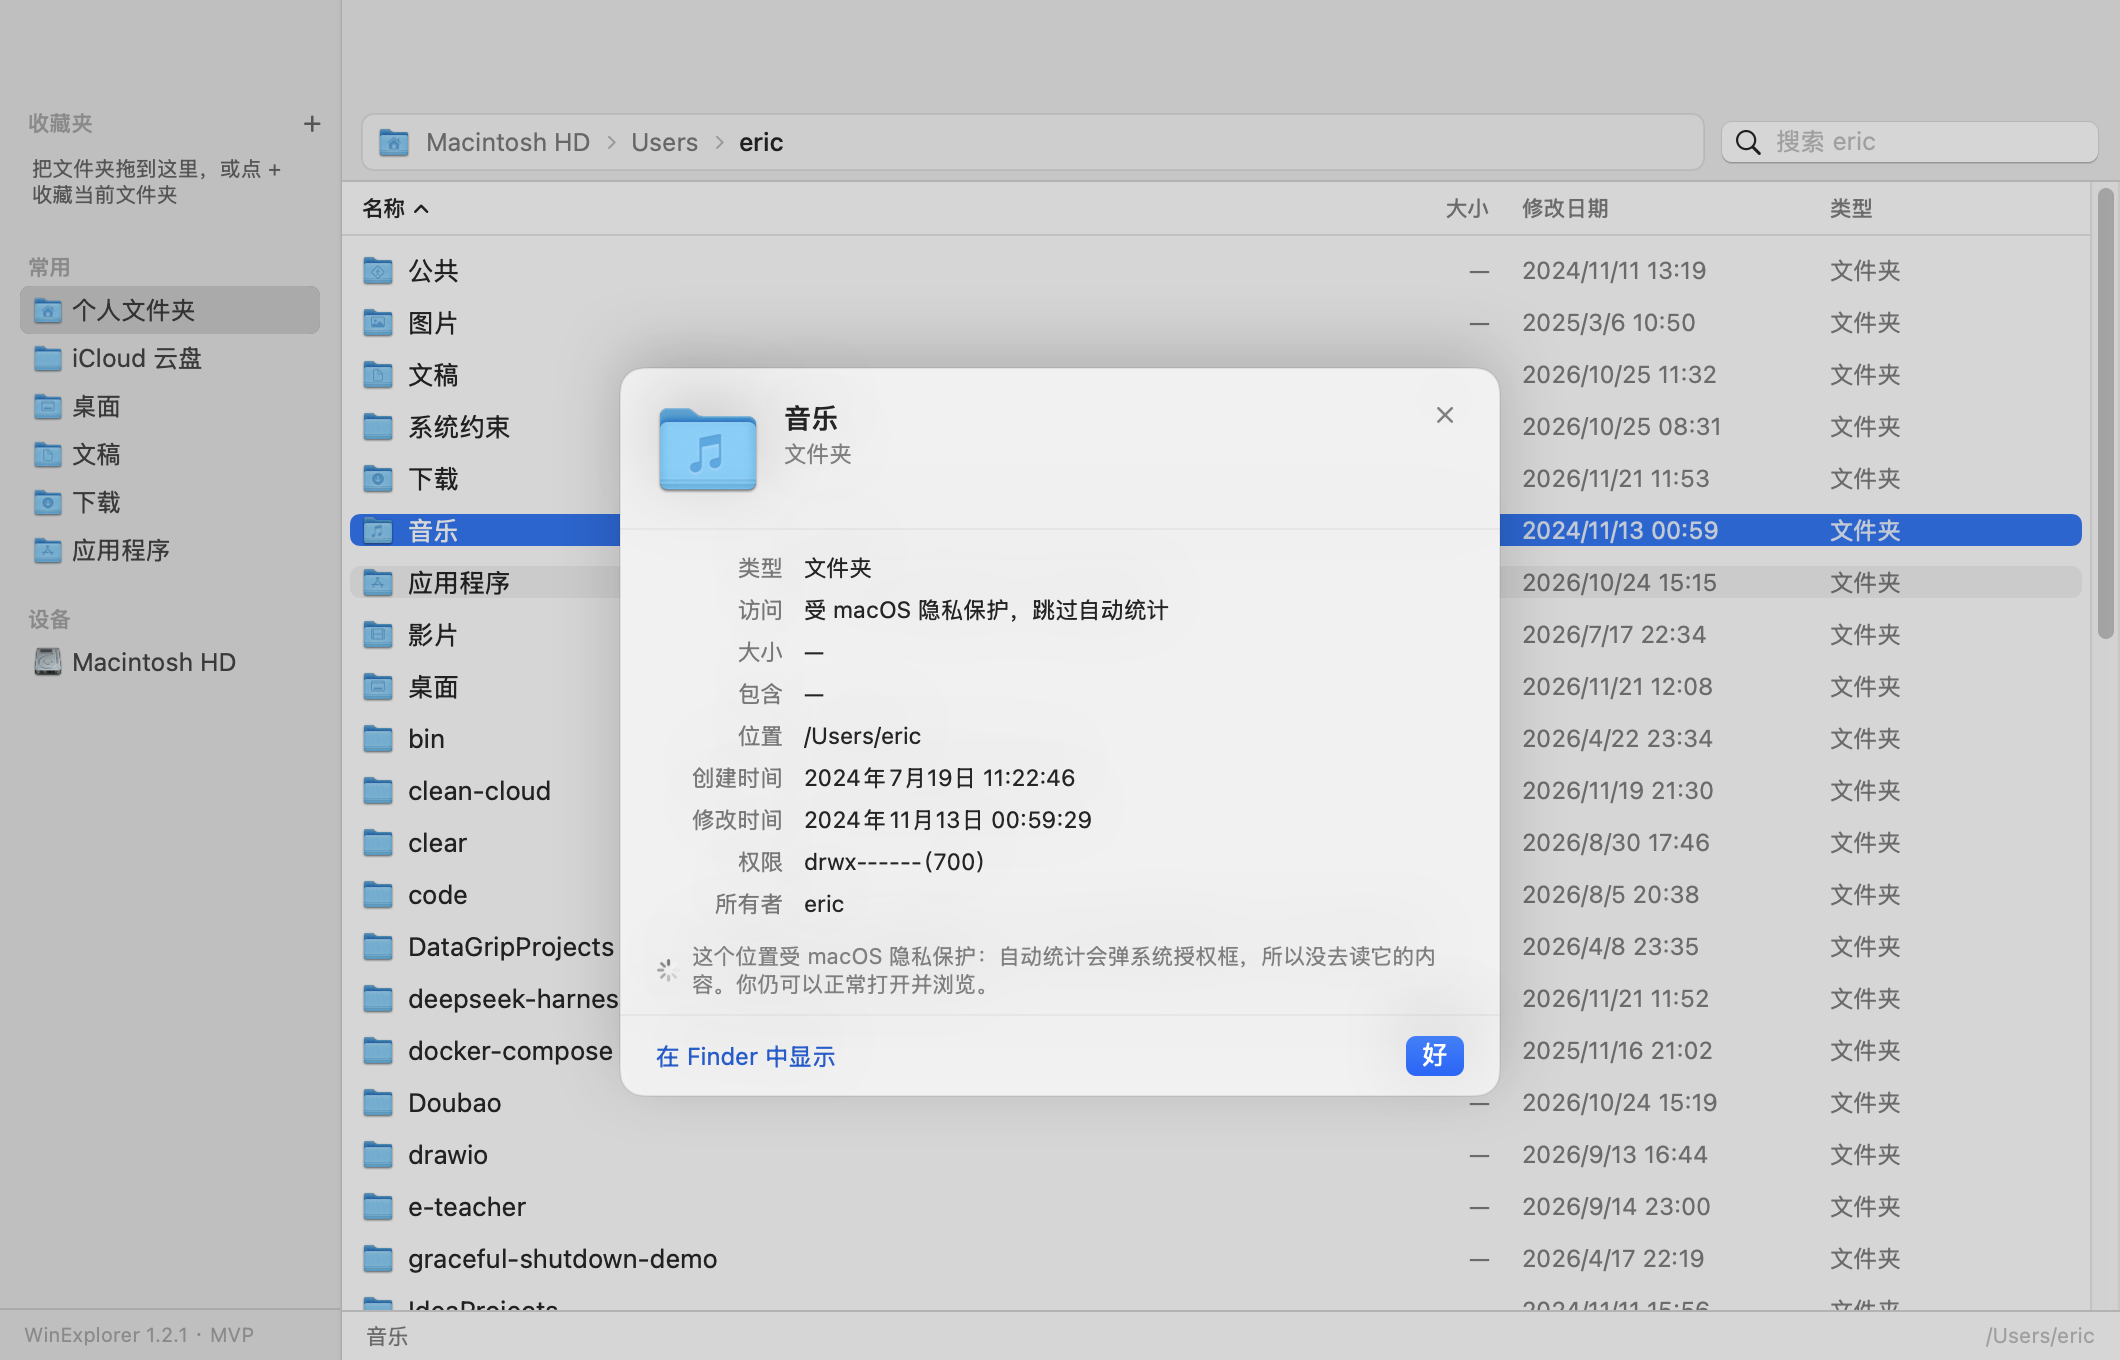 收藏夹 +
把文件夹拖到这里，或点 +
收藏当前文件夹
常用
个人文件夹
iCloud 云盘
桌面
文稿
下载
应用程序
设备
Macintosh HD
WinExplorer 1.2.1 · MVP
Macintosh HD > Users > eric
搜索 eric
名称 大小 修改日期 类型
公共 — 2024/11/11 13:19 文件夹
图片 — 2025/3/6 10:50 文件夹
文稿 2026/10/25 11:32 文件夹
系统约束 2026/10/25 08:31 文件夹
下载 2026/11/21 11:53 文件夹
音乐 2024/11/13 00:59 文件夹
应用程序 2026/10/24 15:15 文件夹
影片 2026/7/17 22:34 文件夹
桌面 2026/11/21 12:08 文件夹
bin 2026/4/22 23:34 文件夹
clean-cloud 2026/11/19 21:30 文件夹
clear 2026/8/30 17:46 文件夹
code 2026/8/5 20:38 文件夹
DataGripProjects 2026/4/8 23:35 文件夹
deepseek-harnes 2026/11/21 11:52 文件夹
docker-compose 2025/11/16 21:02 文件夹
Doubao — 2026/10/24 15:19 文件夹
drawio — 2026/9/13 16:44 文件夹
e-teacher — 2026/9/14 23:00 文件夹
graceful-shutdown-demo — 2026/4/17 22:19 文件夹
IdeaProjects 2024/11/11 15:56 文件夹
音乐 /Users/eric
音乐
文件夹
类型 文件夹
访问 受 macOS 隐私保护，跳过自动统计
大小 —
包含 —
位置 /Users/eric
创建时间 2024年7月19日 11:22:46
修改时间 2024年11月13日 00:59:29
权限 drwx------(700)
所有者 eric
这个位置受 macOS 隐私保护：自动统计会弹系统授权框，所以没去读它的内
容。你仍可以正常打开并浏览。
在 Finder 中显示
好